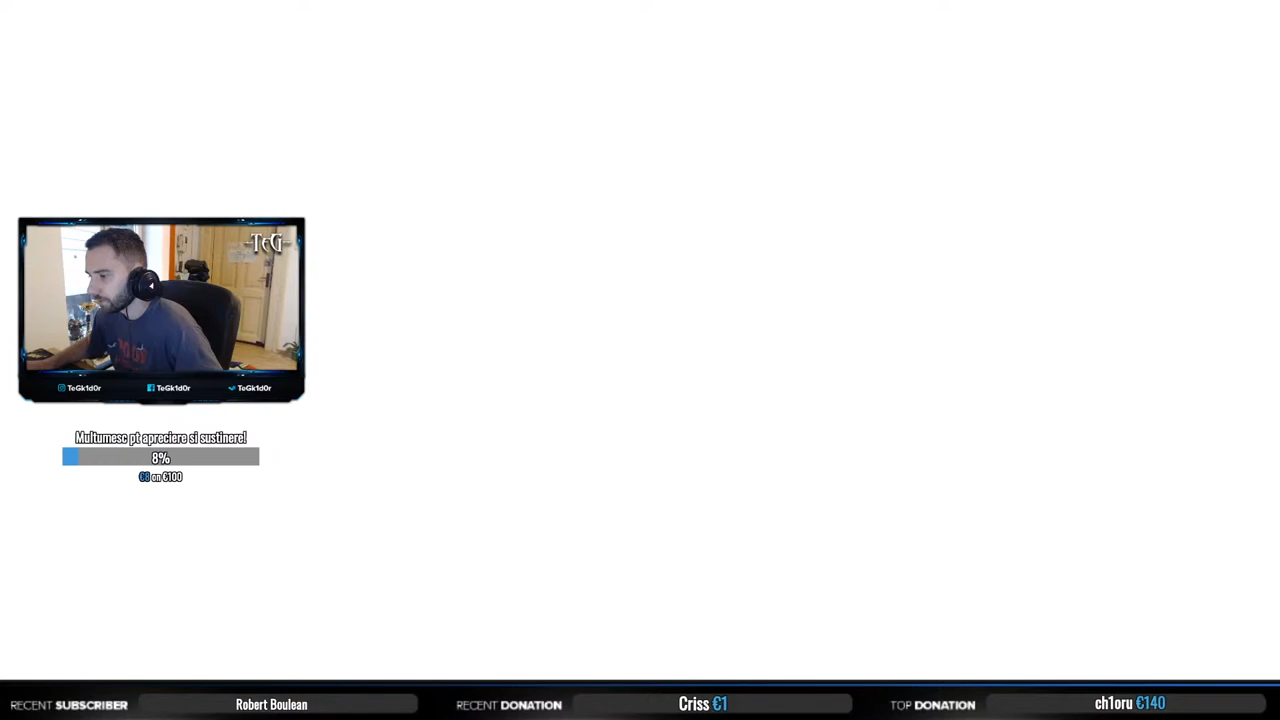 TeG
TeGk1d0r TeGk1d0r TeGk1d0r
Multumesc pt apreciere si sustinere!
8%
€8 on €100
RECENT SUBSCRIBER Robert Boulean RECENT DONATION Criss €1 TOP DONATION ch1oru €140